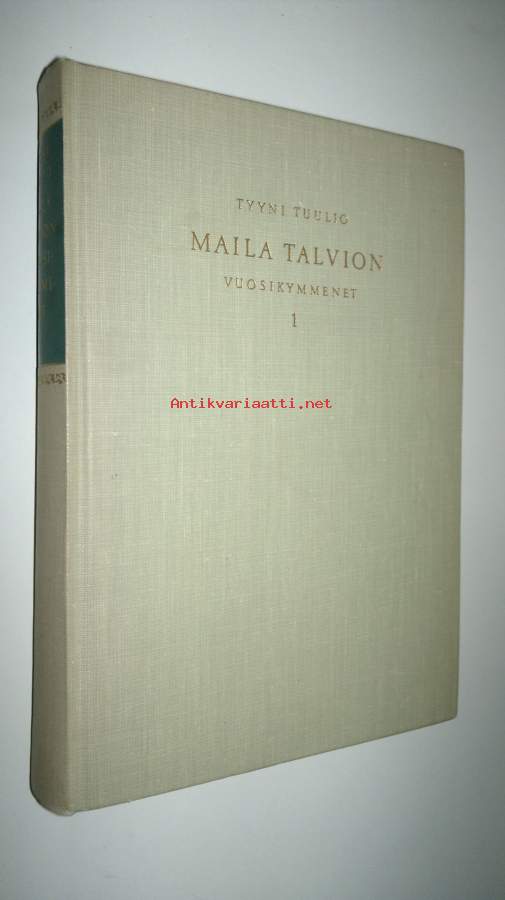 TYYNI TUULIO
MAILA TALVION
VUOSIKYMMENET
1
Antikvariaatti.net